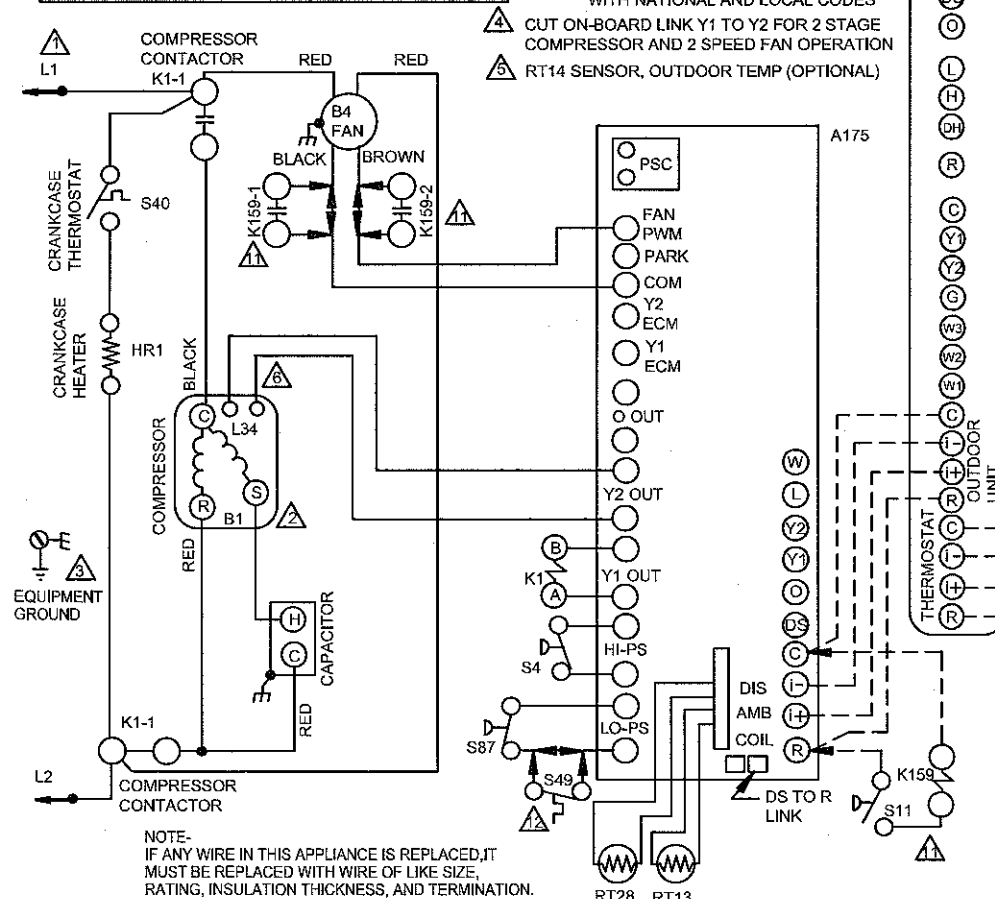 WITH NATIONAL AND LOCAL CODES
4 CUT ON-BOARD LINK Y1 TO Y2 FOR 2 STAGE
COMPRESSOR AND 2 SPEED FAN OPERATION
5 RT14 SENSOR, OUTDOOR TEMP (OPTIONAL)
1
L1
COMPRESSOR
CONTACTOR
K1-1
RED
RED
B4
FAN
BLACK
BROWN
K159-1
11
K159-2
11
CRANKCASE
THERMOSTAT
S40
CRANKCASE
HEATER
HR1
BLACK
6
COMPRESSOR
C
L34
R
S
B1
2
RED
3
EQUIPMENT
GROUND
H
C
CAPACITOR
RED
K1-1
L2
COMPRESSOR
CONTACTOR
A175
PSC
FAN
PWM
PARK
COM
Y2
ECM
Y1
ECM
O OUT
Y2 OUT
Y1 OUT
HI-PS
LO-PS
B
K1
A
S4
S87
S49
12
W
L
Y2
Y1
O
DS
C
i-
i+
R
DIS
AMB
COIL
DS TO R
LINK
RT28
RT13
K159
S11
11
O
L
H
DH
R
C
Y1
Y2
G
W3
W2
W1
C
i-
i+
R
OUTDOOR
UNIT
C
i-
i+
R
THERMOSTAT
NOTE-
IF ANY WIRE IN THIS APPLIANCE IS REPLACED,IT
MUST BE REPLACED WITH WIRE OF LIKE SIZE,
RATING, INSULATION THICKNESS, AND TERMINATION.